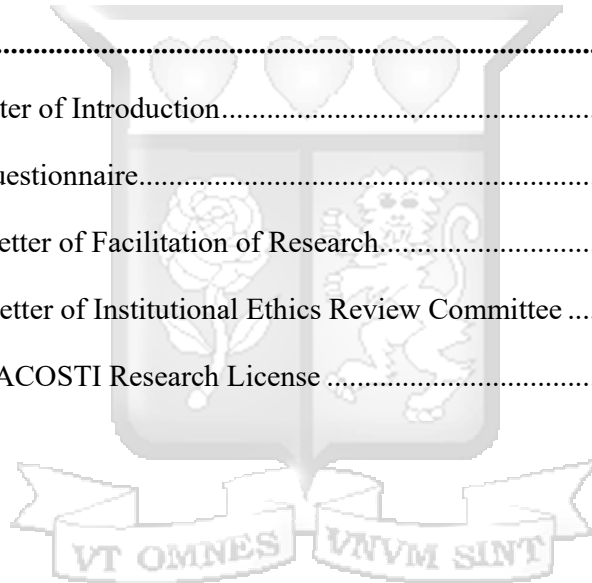 ................................................................................
ter of Introduction..................................................
uestionnaire.............................................................
etter of Facilitation of Research.............................
etter of Institutional Ethics Review Committee ....
ACOSTI Research License ...................................
VT OMNES VNVM SINT